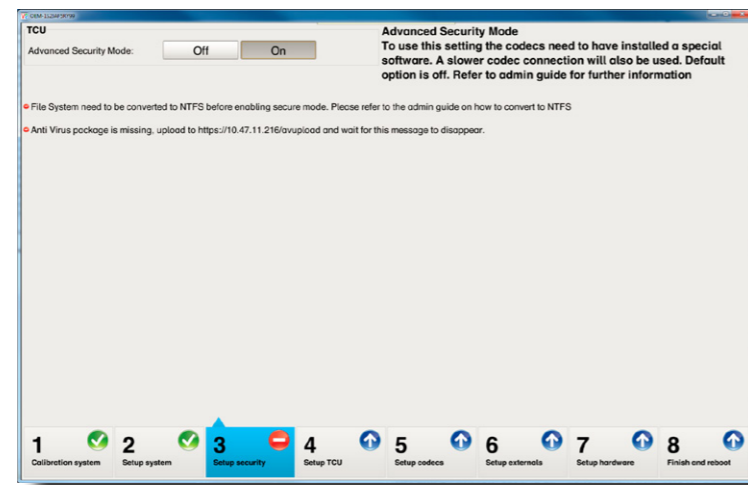 TCU
Advanced Security Mode:
Off
On
Advanced Security Mode
To use this setting the codecs need to have installed a special
software. A slower codec connection will also be used. Default
option is off. Refer to admin guide for further information
File System need to be converted to NTFS before enabling secure mode. Please refer to the admin guide on how to convert to NTFS
Anti Virus package is missing, upload to https://10.47.11.216/avupload and wait for this message to disappear.
1
Calibration system
2
Setup system
3
Setup security
4
Setup TCU
5
Setup codecs
6
Setup externals
7
Setup hardware
8
Finish and reboot